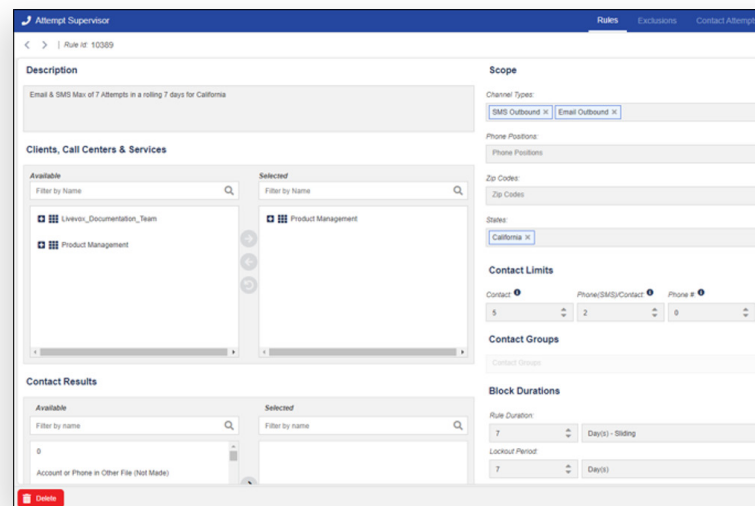 Attempt Supervisor
Rules Exclusions Contact Attempt
Rule Id: 10389
Description
Email & SMS Max of 7 Attempts in a rolling 7 days for California
Clients, Call Centers & Services
Available
Filter by Name
Livevox_Documentation_Team
Product Management
Selected
Filter by Name
Product Management
Contact Results
Available
Filter by name
0
Account or Phone in Other File (Not Made)
Selected
Filter by name
Delete
Scope
Channel Types:
SMS Outbound × Email Outbound ×
Phone Positions:
Phone Positions
Zip Codes:
Zip Codes
States:
California ×
Contact Limits
Contact: Phone(SMS)/Contact: Phone #:
5 2 0
Contact Groups
Contact Groups
Block Durations
Rule Duration:
7 Day(s) - Sliding
Lockout Period:
7 Day(s)